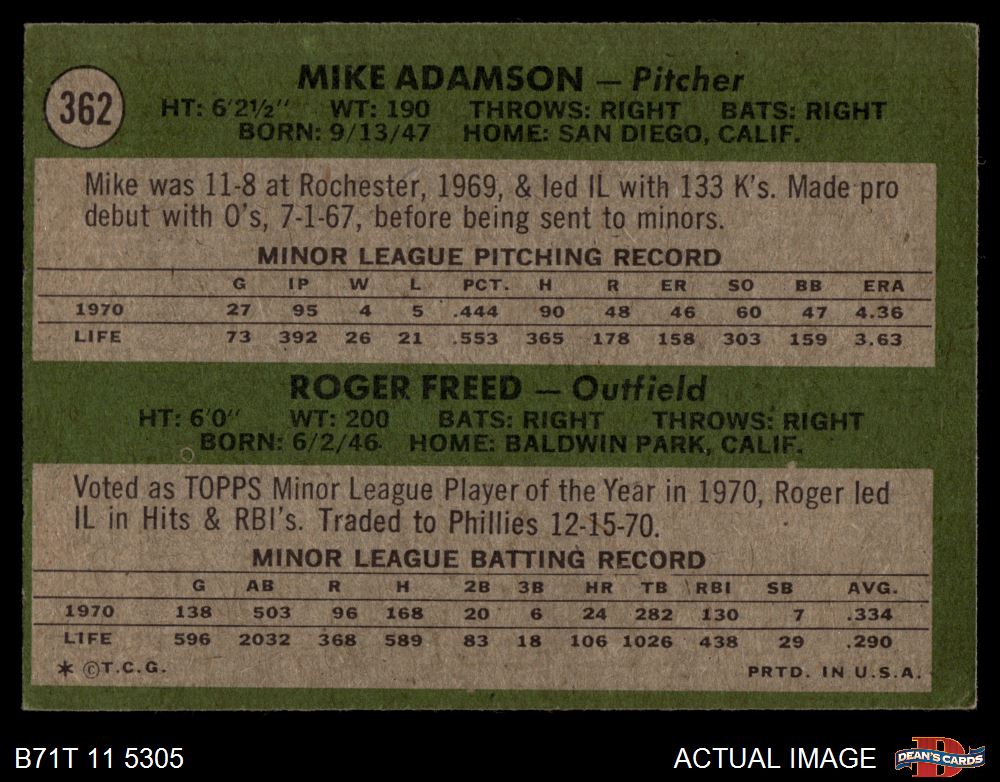 362
MIKE ADAMSON — Pitcher
HT: 6'2½" WT: 190 THROWS: RIGHT BATS: RIGHT
BORN: 9/13/47 HOME: SAN DIEGO, CALIF.
Mike was 11-8 at Rochester, 1969, & led IL with 133 K's. Made pro
debut with O's, 7-1-67, before being sent to minors.
MINOR LEAGUE PITCHING RECORD
G IP W L PCT. H R ER SO BB ERA
1970 27 95 4 5 .444 90 48 46 60 47 4.36
LIFE 73 392 26 21 .553 365 178 158 303 159 3.63
ROGER FREED — Outfield
HT: 6'0" WT: 200 BATS: RIGHT THROWS: RIGHT
BORN: 6/2/46 HOME: BALDWIN PARK, CALIF.
Voted as TOPPS Minor League Player of the Year in 1970, Roger led
IL in Hits & RBI's. Traded to Phillies 12-15-70.
MINOR LEAGUE BATTING RECORD
G AB R H 2B 3B HR TB RBI SB AVG.
1970 138 503 96 168 20 6 24 282 130 7 .334
LIFE 596 2032 368 589 83 18 106 1026 438 29 .290
* ©T.C.G. PRTD. IN U.S.A.
B71T 11 5305 ACTUAL IMAGE DEAN'S CARDS